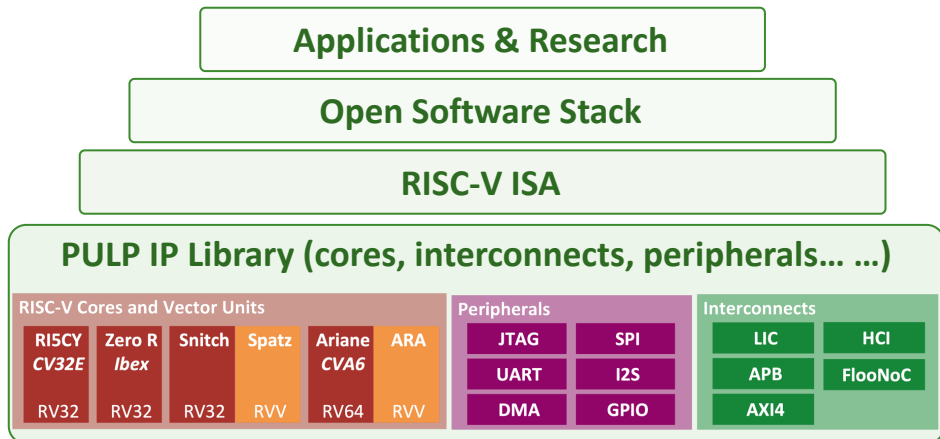 Applications & Research
Open Software Stack
RISC-V ISA
PULP IP Library (cores, interconnects, peripherals… …)
RISC-V Cores and Vector Units
RI5CY
CV32E
RV32
Zero R
Ibex
RV32
Snitch
RV32
Spatz
RVV
Ariane
CVA6
RV64
ARA
RVV
Peripherals
JTAG
SPI
UART
I2S
DMA
GPIO
Interconnects
LIC
HCI
APB
FlooNoC
AXI4